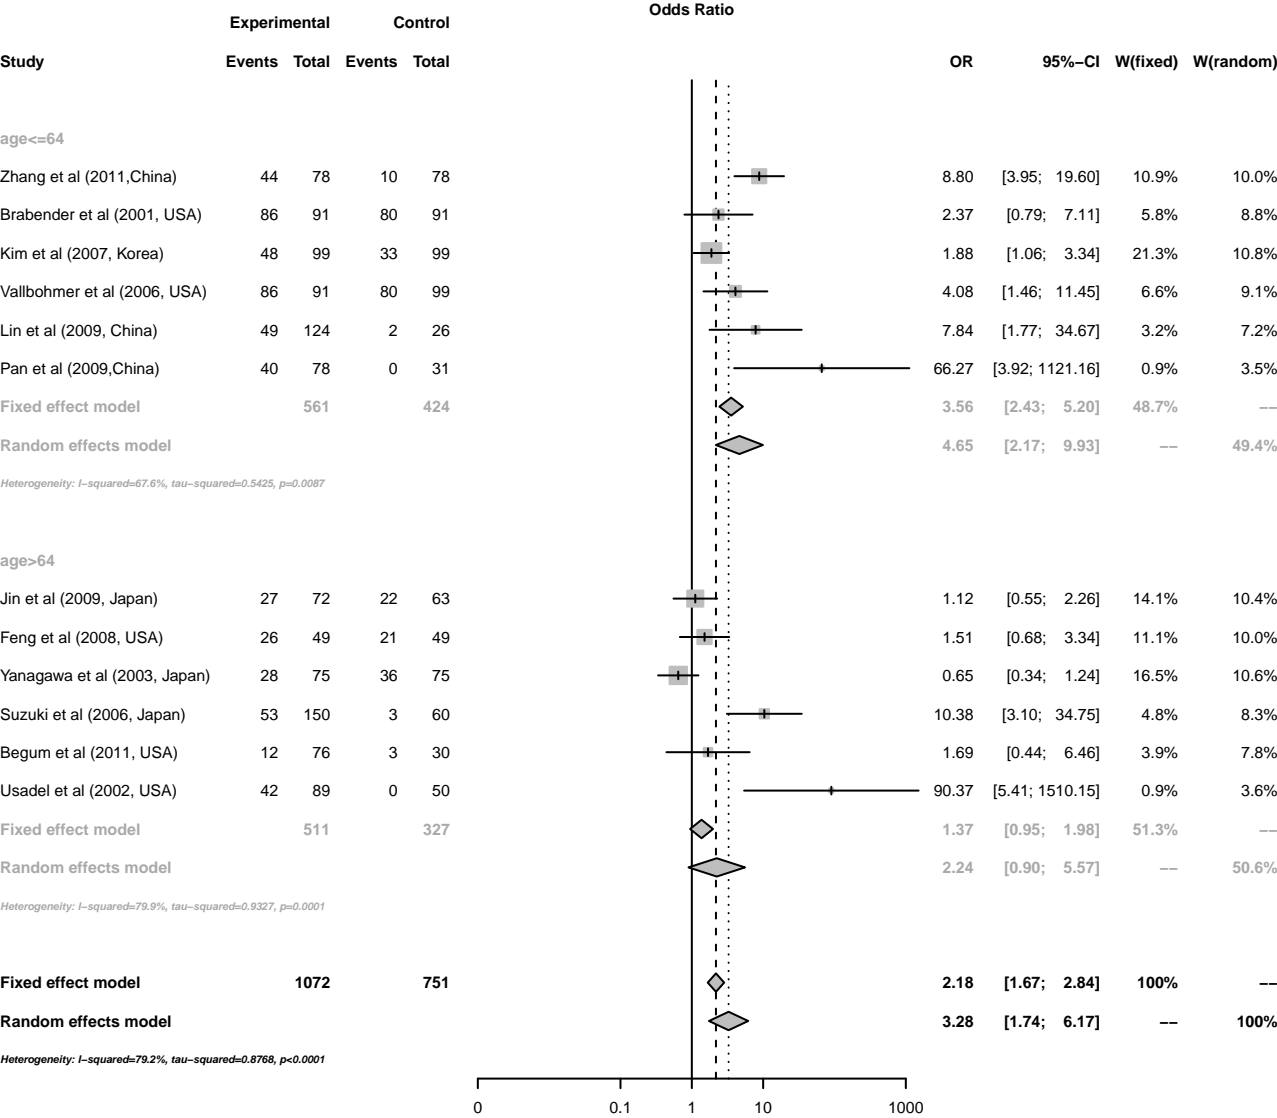 Odds Ratio
Experimental Control
Study Events Total Events Total OR 95%−CI W(fixed) W(random)
age<=64
Zhang et al (2011,China) 44 78 10 78 8.80 [3.95; 19.60] 10.9% 10.0%
Brabender et al (2001, USA) 86 91 80 91 2.37 [0.79; 7.11] 5.8% 8.8%
Kim et al (2007, Korea) 48 99 33 99 1.88 [1.06; 3.34] 21.3% 10.8%
Vallbohmer et al (2006, USA) 86 91 80 99 4.08 [1.46; 11.45] 6.6% 9.1%
Lin et al (2009, China) 49 124 2 26 7.84 [1.77; 34.67] 3.2% 7.2%
Pan et al (2009,China) 40 78 0 31 66.27 [3.92; 1121.16] 0.9% 3.5%
Fixed effect model 561 424 3.56 [2.43; 5.20] 48.7% −−
Random effects model 4.65 [2.17; 9.93] −− 49.4%
Heterogeneity: I−squared=67.6%, tau−squared=0.5425, p=0.0087
age>64
Jin et al (2009, Japan) 27 72 22 63 1.12 [0.55; 2.26] 14.1% 10.4%
Feng et al (2008, USA) 26 49 21 49 1.51 [0.68; 3.34] 11.1% 10.0%
Yanagawa et al (2003, Japan) 28 75 36 75 0.65 [0.34; 1.24] 16.5% 10.6%
Suzuki et al (2006, Japan) 53 150 3 60 10.38 [3.10; 34.75] 4.8% 8.3%
Begum et al (2011, USA) 12 76 3 30 1.69 [0.44; 6.46] 3.9% 7.8%
Usadel et al (2002, USA) 42 89 0 50 90.37 [5.41; 1510.15] 0.9% 3.6%
Fixed effect model 511 327 1.37 [0.95; 1.98] 51.3% −−
Random effects model 2.24 [0.90; 5.57] −− 50.6%
Heterogeneity: I−squared=79.9%, tau−squared=0.9327, p=0.0001
Fixed effect model 1072 751 2.18 [1.67; 2.84] 100% −−
Random effects model 3.28 [1.74; 6.17] −− 100%
Heterogeneity: I−squared=79.2%, tau−squared=0.8768, p<0.0001
0 0.1 1 10 1000